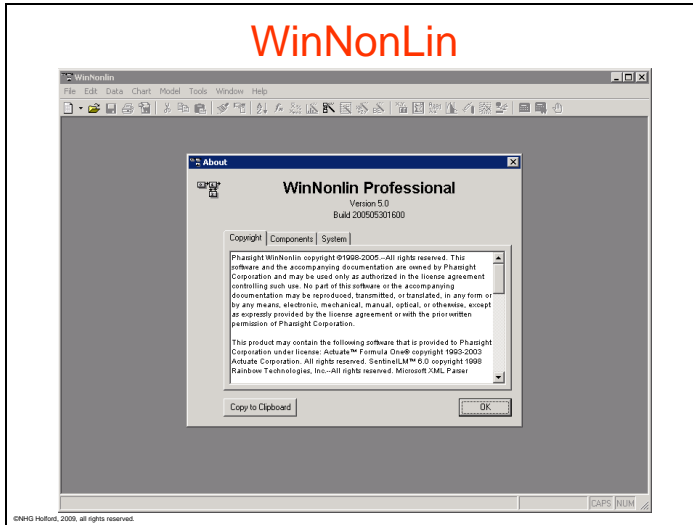 WinNonLin
WinNonlin
File Edit Data Chart Model Tools Window Help
About
WinNonlin Professional
Version 5.0
Build 200505301600
Copyright Components System
Pharsight WinNonlin copyright ©1998-2005.--All rights reserved. This
software and the accompanying documentation are owned by Pharsight
Corporation and may be used only as authorized in the license agreement
controlling such use. No part of this software or the accompanying
documentation may be reproduced, transmitted, or translated, in any form or
by any means, electronic, mechanical, manual, optical, or otherwise, except
as expressly provided by the license agreement or with the prior written
permission of Pharsight Corporation.
This product may contain the following software that is provided to Pharsight
Corporation under license: Actuate™ Formula One® copyright 1993-2003
Actuate Corporation. All rights reserved. SentinelLM™ 6.0 copyright 1998
Rainbow Technologies, Inc.--All rights reserved. Microsoft XML Parser
Copy to Clipboard OK
CAPS NUM
©NHG Holford, 2009, all rights reserved.